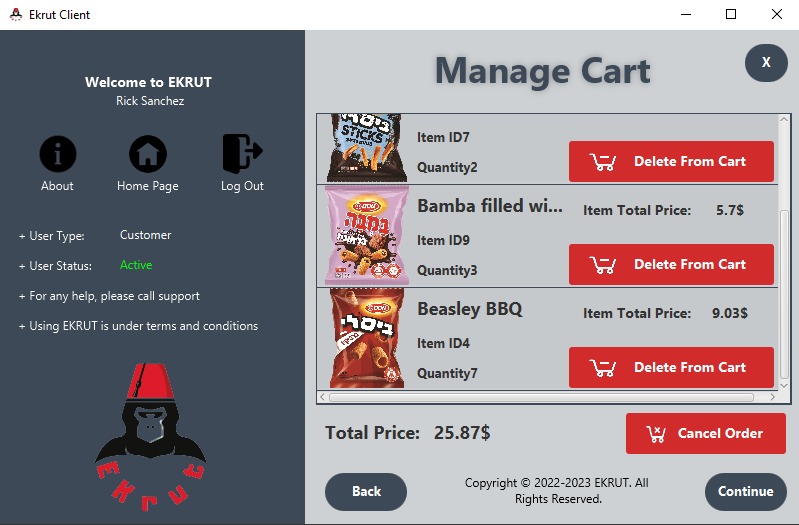 Ekrut Client
Welcome to EKRUT
Rick Sanchez
About
Home Page
Log Out
+ User Type: Customer
+ User Status: Active
+ For any help, please call support
+ Using EKRUT is under terms and conditions
EKrut
Manage Cart
X
STICKS
Item ID7
Quantity2
Delete From Cart
אסם
במבה
Bamba filled wi...
Item Total Price: 5.7$
Item ID9
Quantity3
Delete From Cart
אסם
ביסלי
Beasley BBQ
Item Total Price: 9.03$
Item ID4
Quantity7
Delete From Cart
Total Price: 25.87$
Cancel Order
Back
Copyright © 2022-2023 EKRUT. All
Rights Reserved.
Continue